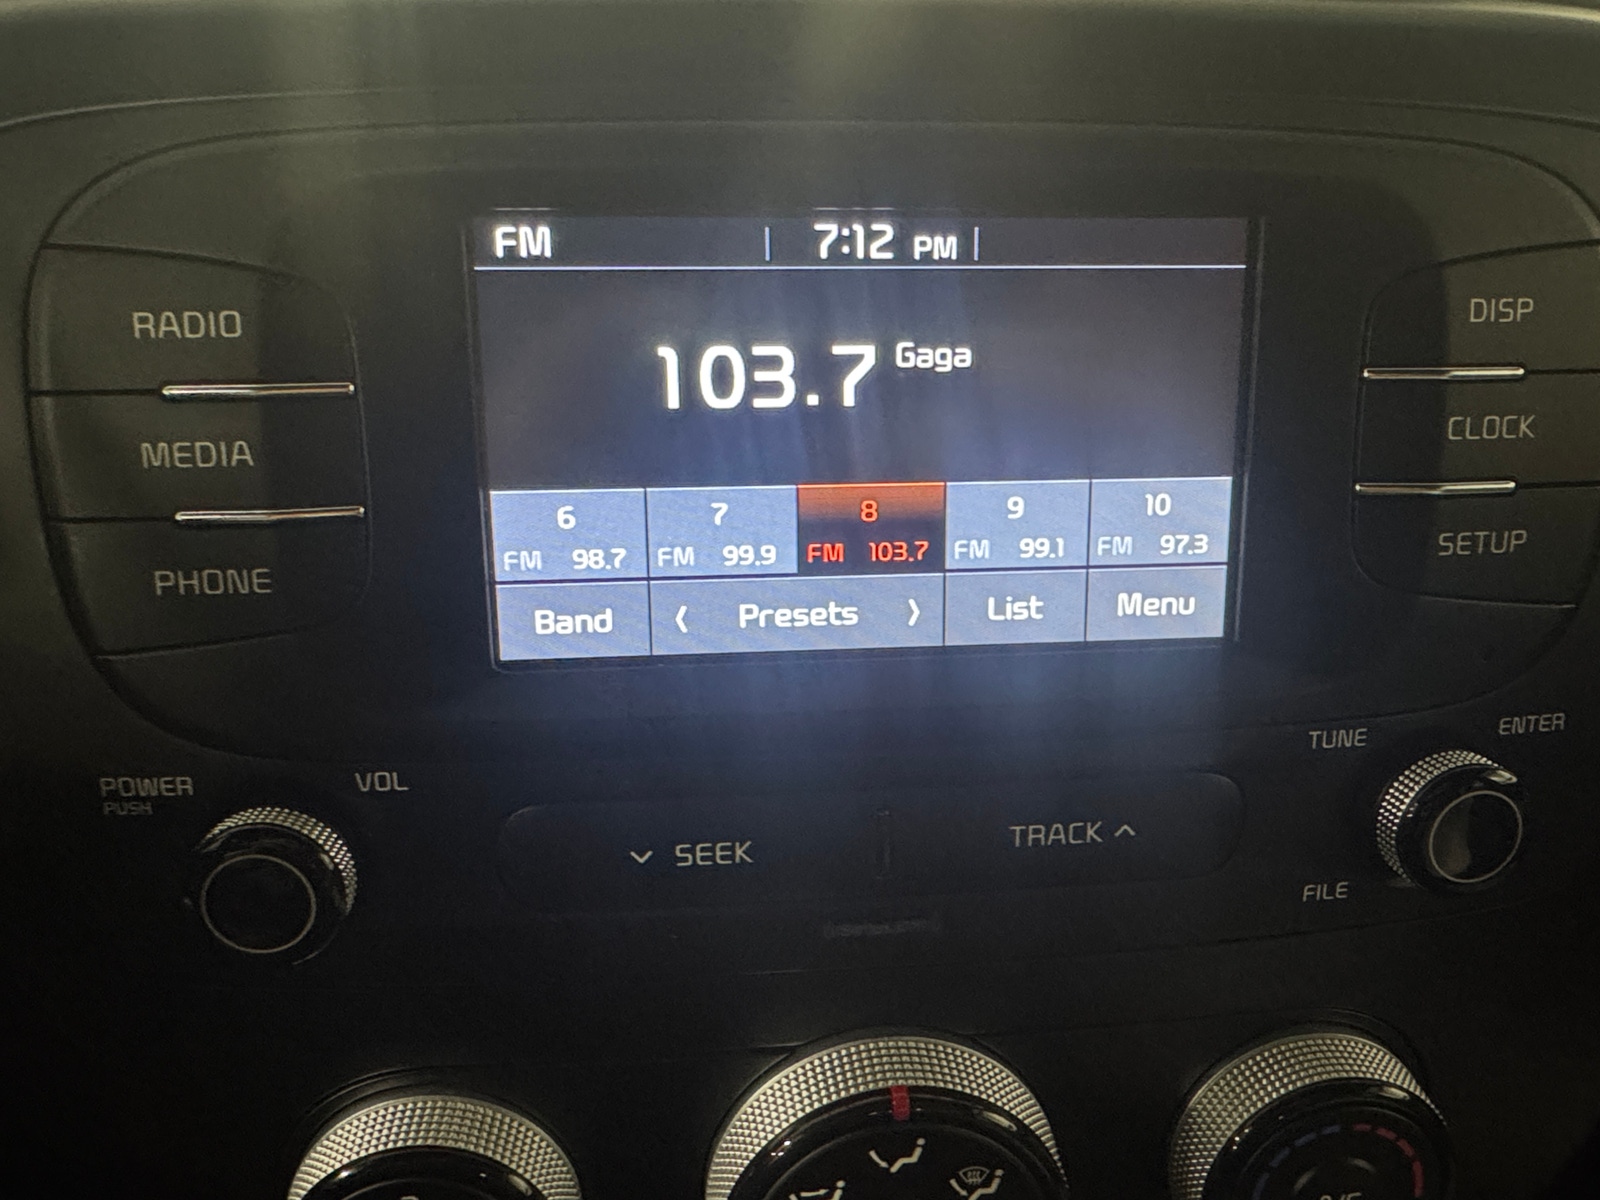 FM 7:12 PM
103.7 Gaga
6 7 8 9 10
FM 98.7 FM 99.9 FM 103.7 FM 99.1 FM 97.3
Band Presets List Menu
RADIO
MEDIA
PHONE
DISP
CLOCK
SETUP
POWER
PUSH
VOL
SEEK
TRACK
TUNE
ENTER
FILE